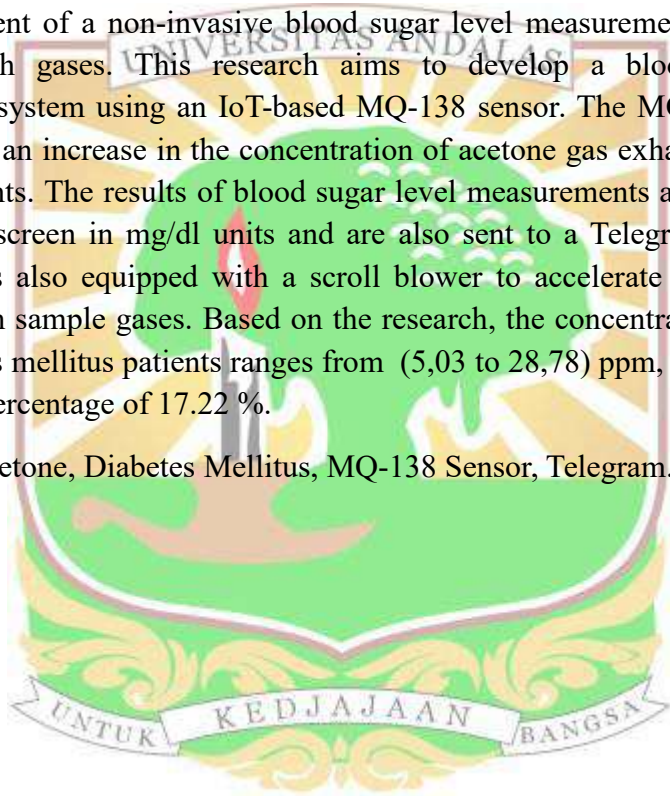 ent of a non-invasive blood sugar level measureme
UNIVERSITAS ANDALAS
h gases. This research aims to develop a bloo
system using an IoT-based MQ-138 sensor. The M
an increase in the concentration of acetone gas exha
nts. The results of blood sugar level measurements a
screen in mg/dl units and are also sent to a Telegr
s also equipped with a scroll blower to accelerate
n sample gases. Based on the research, the concentra
s mellitus patients ranges from (5,03 to 28,78) ppm,
ercentage of 17.22 %.
etone, Diabetes Mellitus, MQ-138 Sensor, Telegram.
UNTUK KEDJAJAAN BANGSA